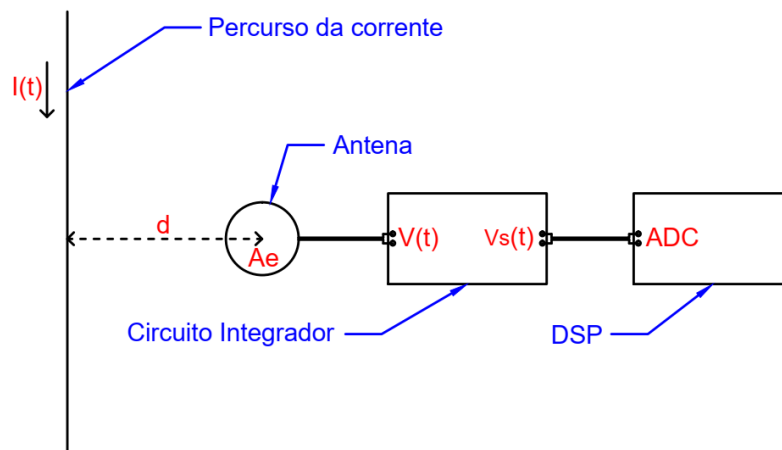 Percurso da corrente
I(t)
Antena
d
Ae
V(t)
Vs(t)
ADC
Circuito Integrador
DSP